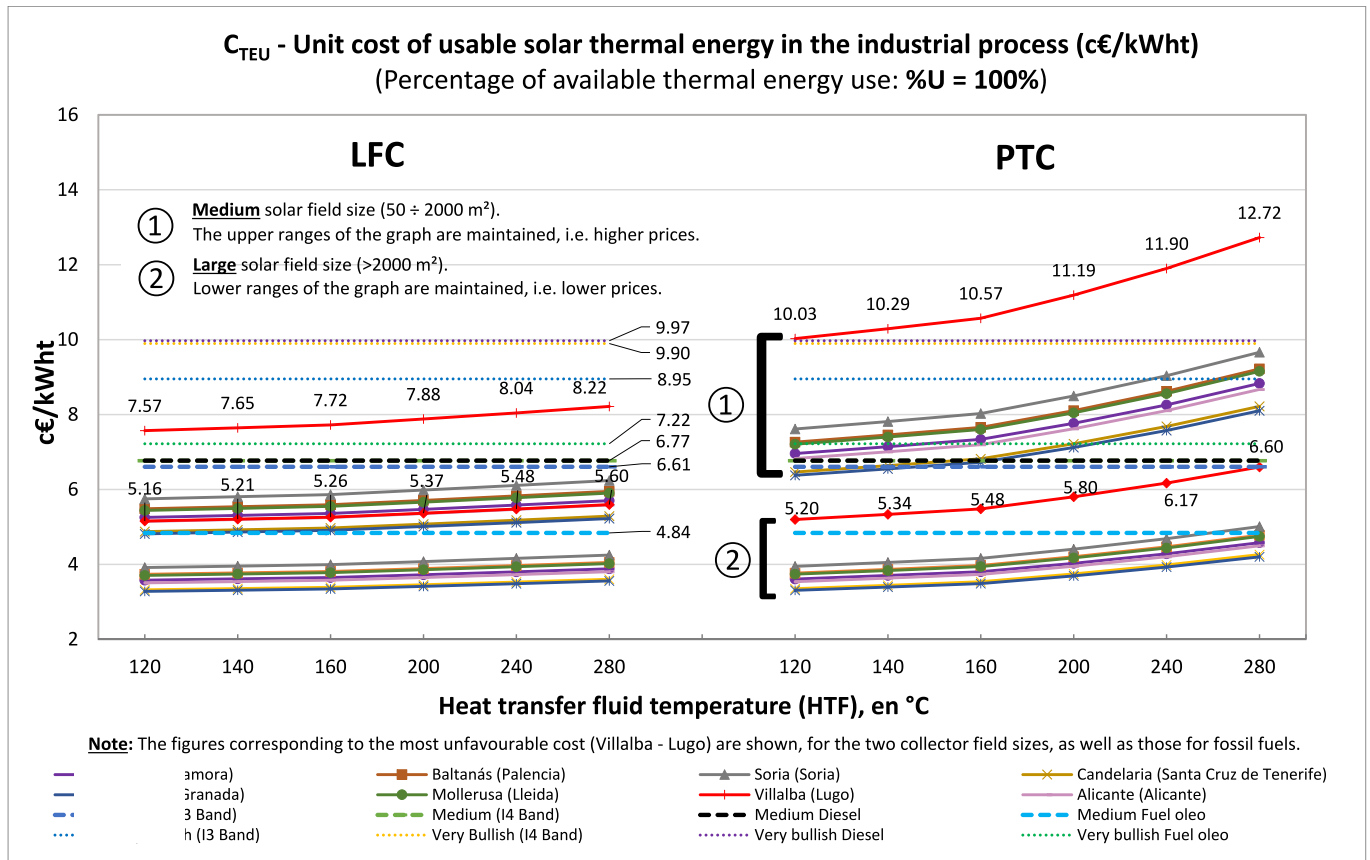 C_TEU - Unit cost of usable solar thermal energy in the industrial process (c€/kWht)
(Percentage of available thermal energy use: %U = 100%)
16
14
12
10
8
6
4
2
c€/kWht
LFC
PTC
1 Medium solar field size (50 ÷ 2000 m²).
The upper ranges of the graph are maintained, i.e. higher prices.
2 Large solar field size (>2000 m²).
Lower ranges of the graph are maintained, i.e. lower prices.
9.97
9.90
8.95
7.22
6.77
6.61
4.84
7.57 7.65 7.72 7.88 8.04 8.22
5.16 5.21 5.26 5.37 5.48 5.60
10.03 10.29 10.57 11.19 11.90 12.72
5.20 5.34 5.48 5.80 6.17 6.60
1
2
120 140 160 200 240 280 120 140 160 200 240 280
Heat transfer fluid temperature (HTF), en °C
Note: The figures corresponding to the most unfavourable cost (Villalba - Lugo) are shown, for the two collector field sizes, as well as those for fossil fuels.
amora) Baltanás (Palencia) Soria (Soria) Candelaria (Santa Cruz de Tenerife)
Granada) Mollerusa (Lleida) Villalba (Lugo) Alicante (Alicante)
3 Band) Medium (I4 Band) Medium Diesel Medium Fuel oleo
h (I3 Band) Very Bullish (I4 Band) Very bullish Diesel Very bullish Fuel oleo